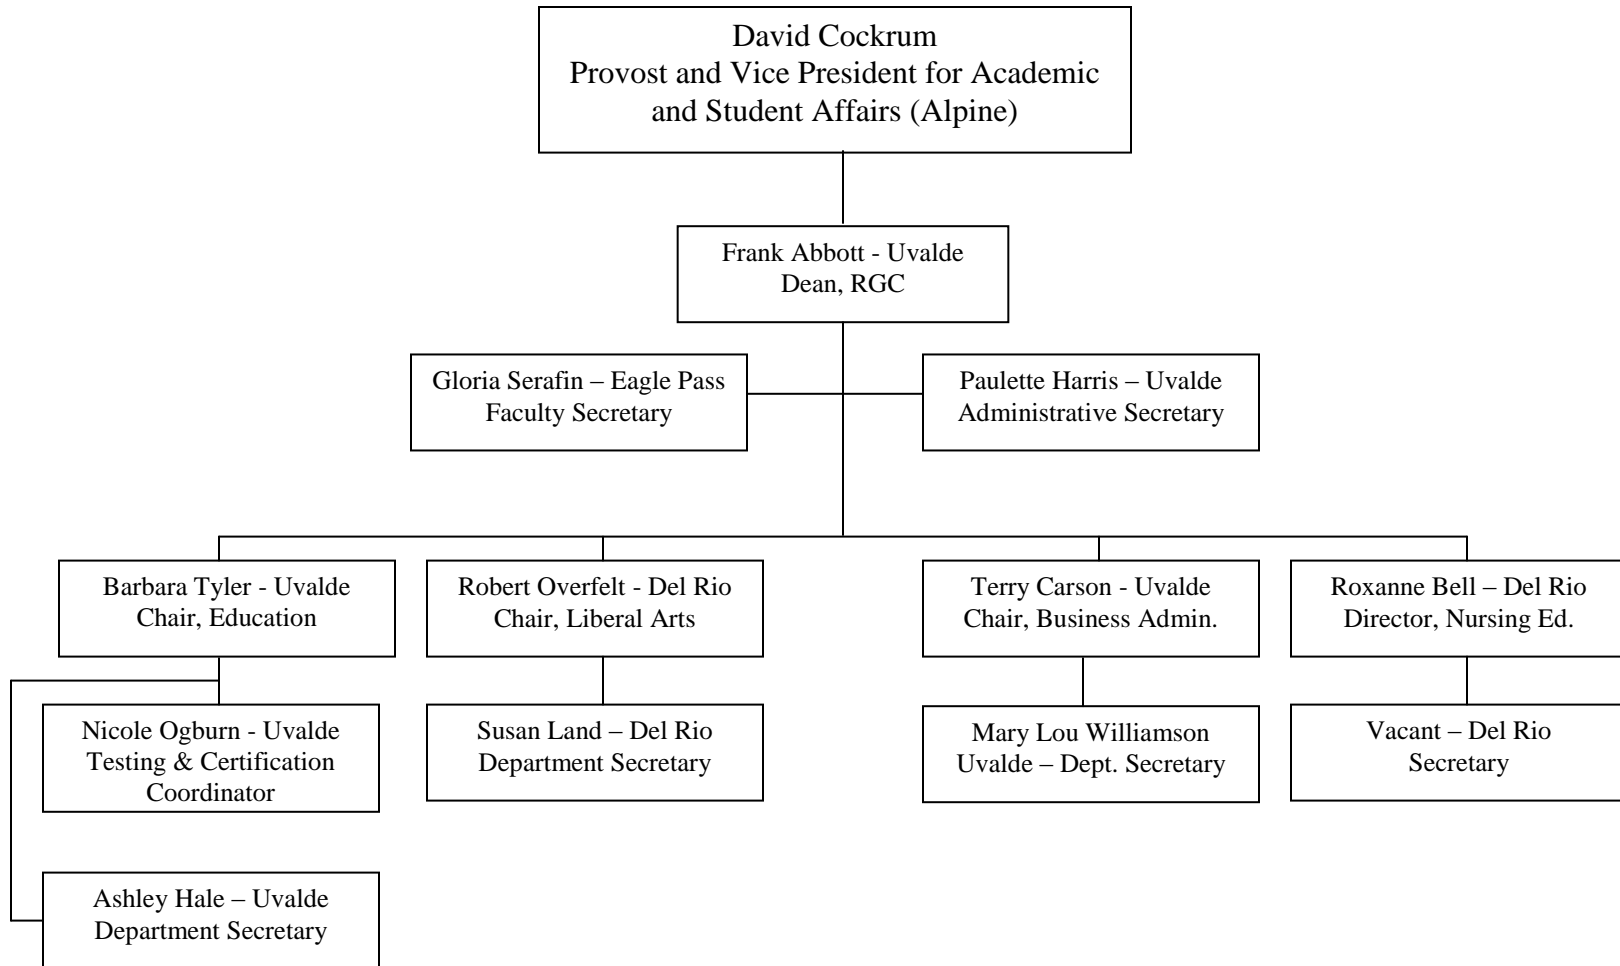 David Cockrum
Provost and Vice President for Academic
and Student Affairs (Alpine)
Frank Abbott - Uvalde
Dean, RGC
Gloria Serafin – Eagle Pass
Faculty Secretary
Paulette Harris – Uvalde
Administrative Secretary
Barbara Tyler - Uvalde
Chair, Education
Robert Overfelt - Del Rio
Chair, Liberal Arts
Terry Carson - Uvalde
Chair, Business Admin.
Roxanne Bell – Del Rio
Director, Nursing Ed.
Nicole Ogburn - Uvalde
Testing & Certification
Coordinator
Susan Land – Del Rio
Department Secretary
Mary Lou Williamson
Uvalde – Dept. Secretary
Vacant – Del Rio
Secretary
Ashley Hale – Uvalde
Department Secretary